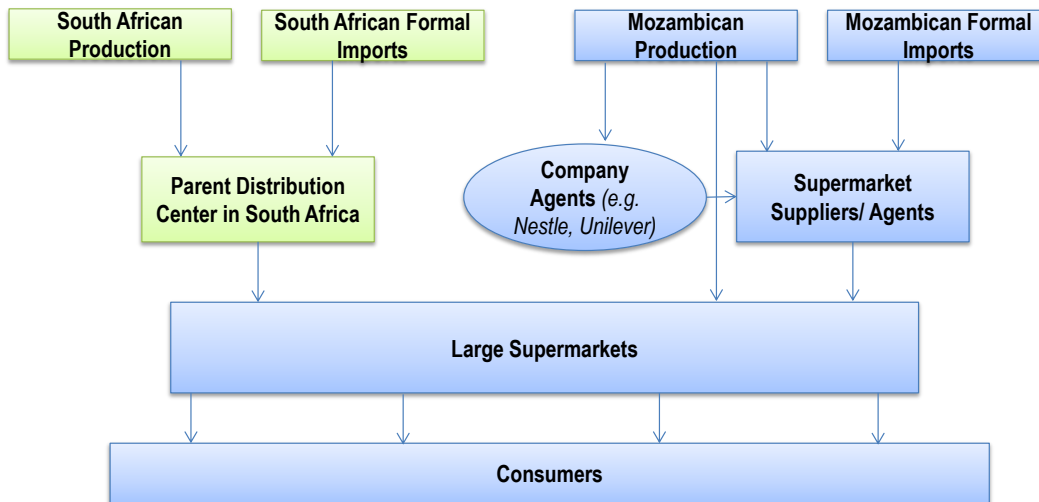 South African
Production
South African Formal
Imports
Mozambican
Production
Mozambican Formal
Imports
Parent Distribution
Center in South Africa
Company
Agents (e.g.
Nestle, Unilever)
Supermarket
Suppliers/ Agents
Large Supermarkets
Consumers